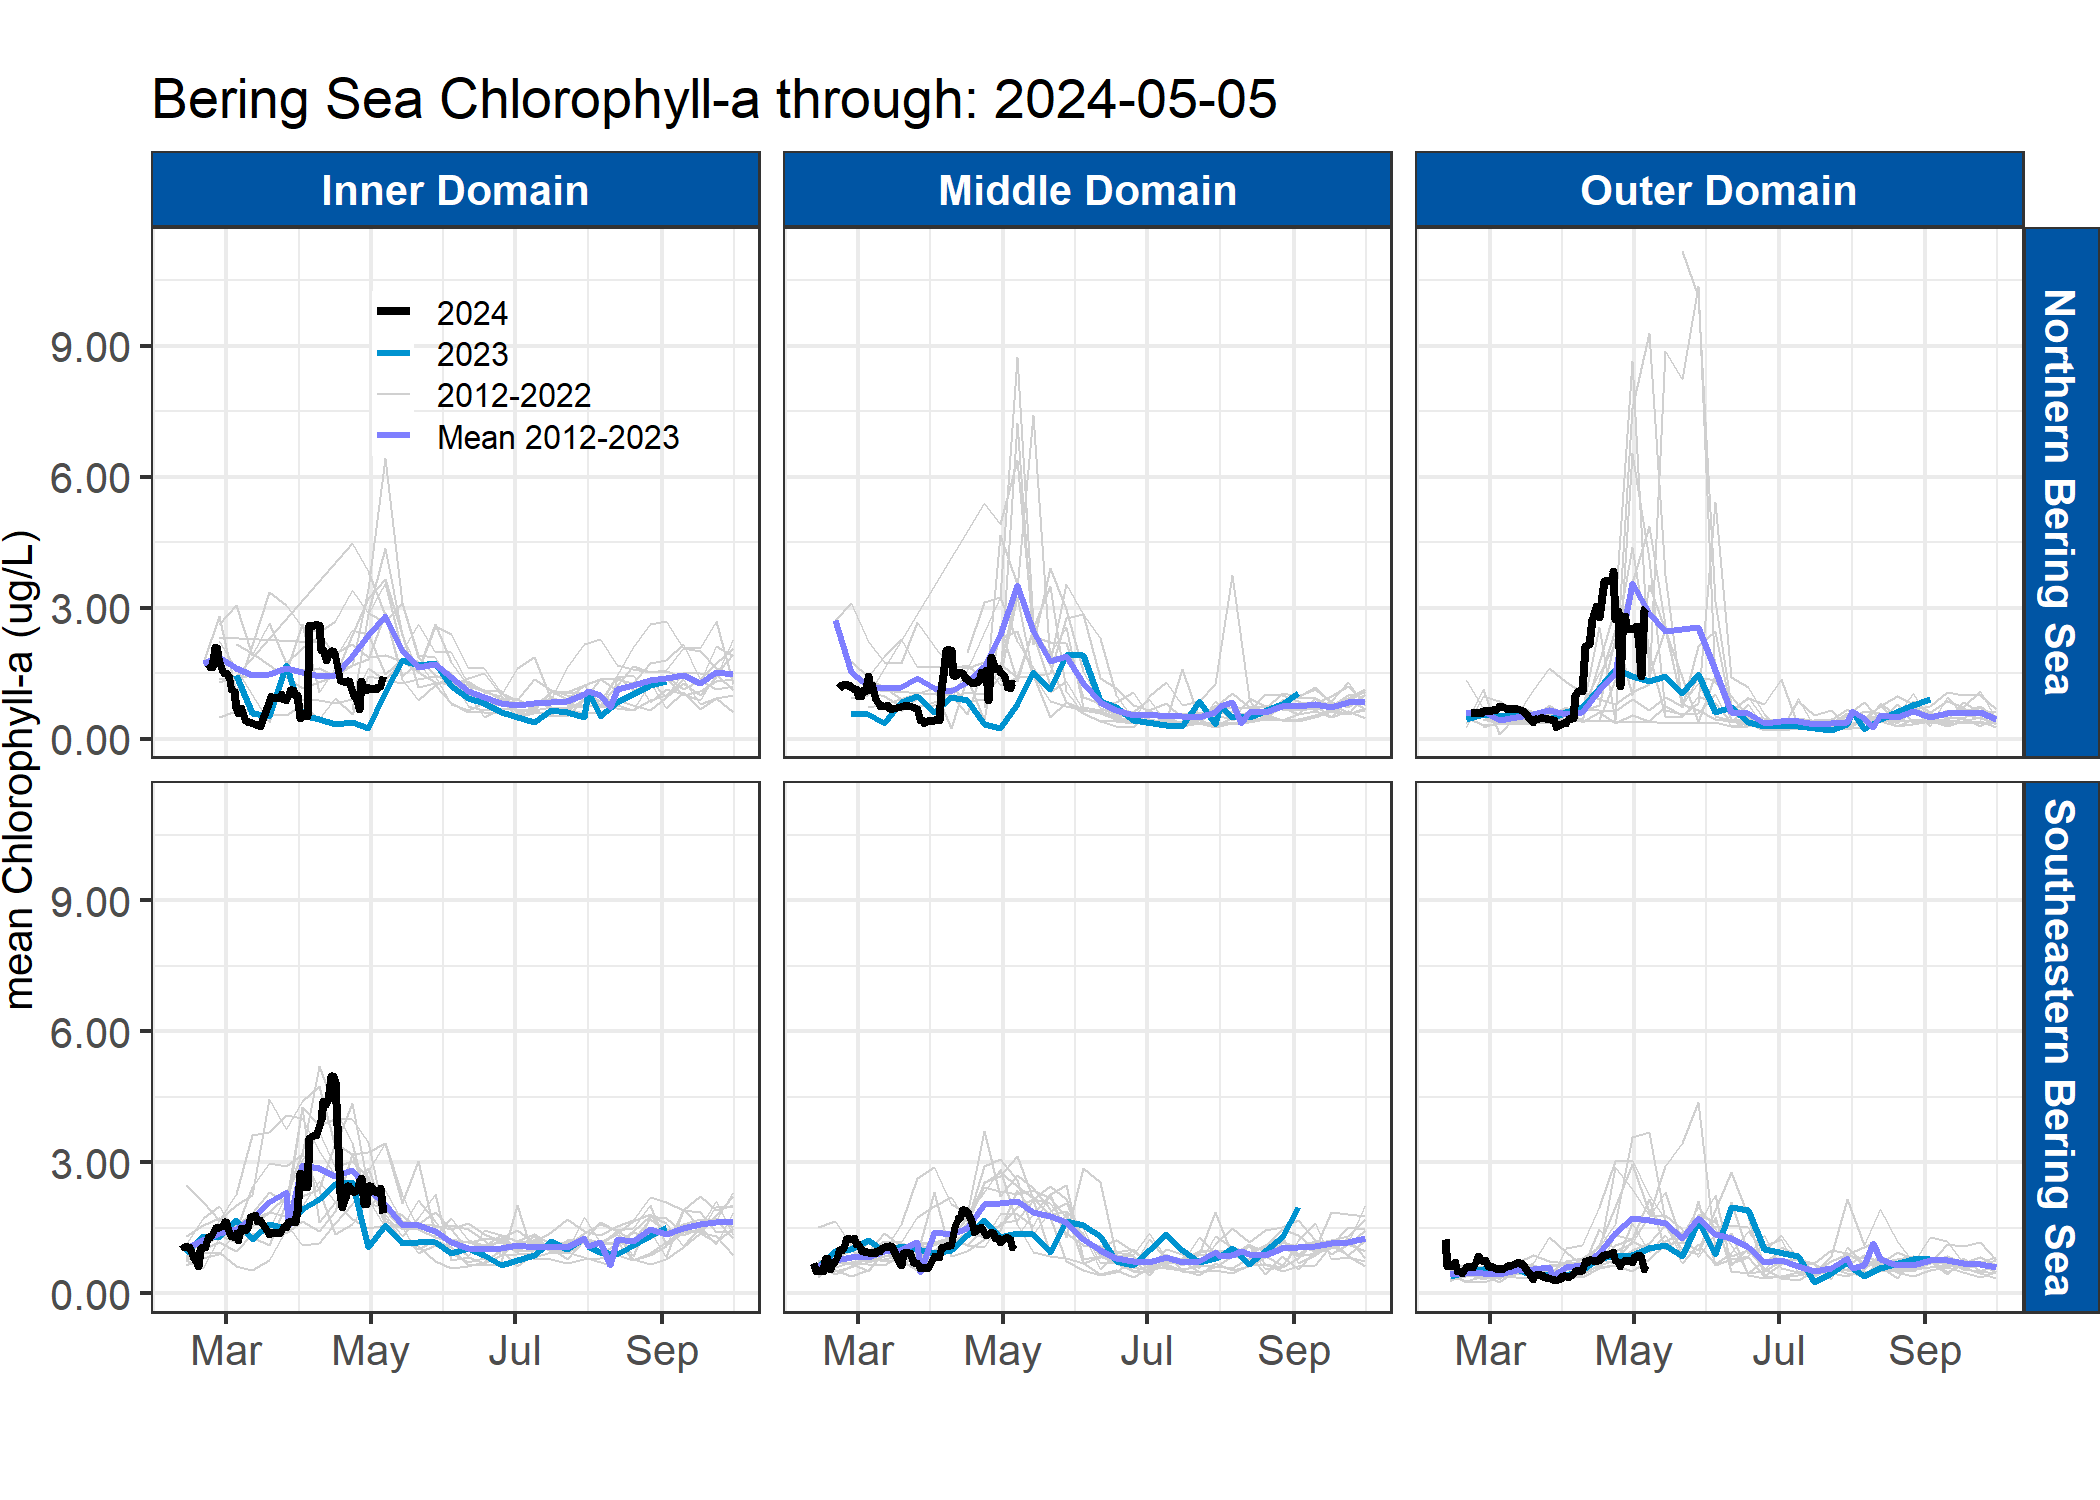 Bering Sea Chlorophyll-a through: 2024-05-05
Inner Domain
Middle Domain
Outer Domain
2024
2023
2012-2022
Mean 2012-2023
9.00
6.00
3.00
0.00
Northern Bering Sea
mean Chlorophyll-a (ug/L)
9.00
6.00
3.00
0.00
Southeastern Bering Sea
Mar
May
Jul
Sep
Mar
May
Jul
Sep
Mar
May
Jul
Sep